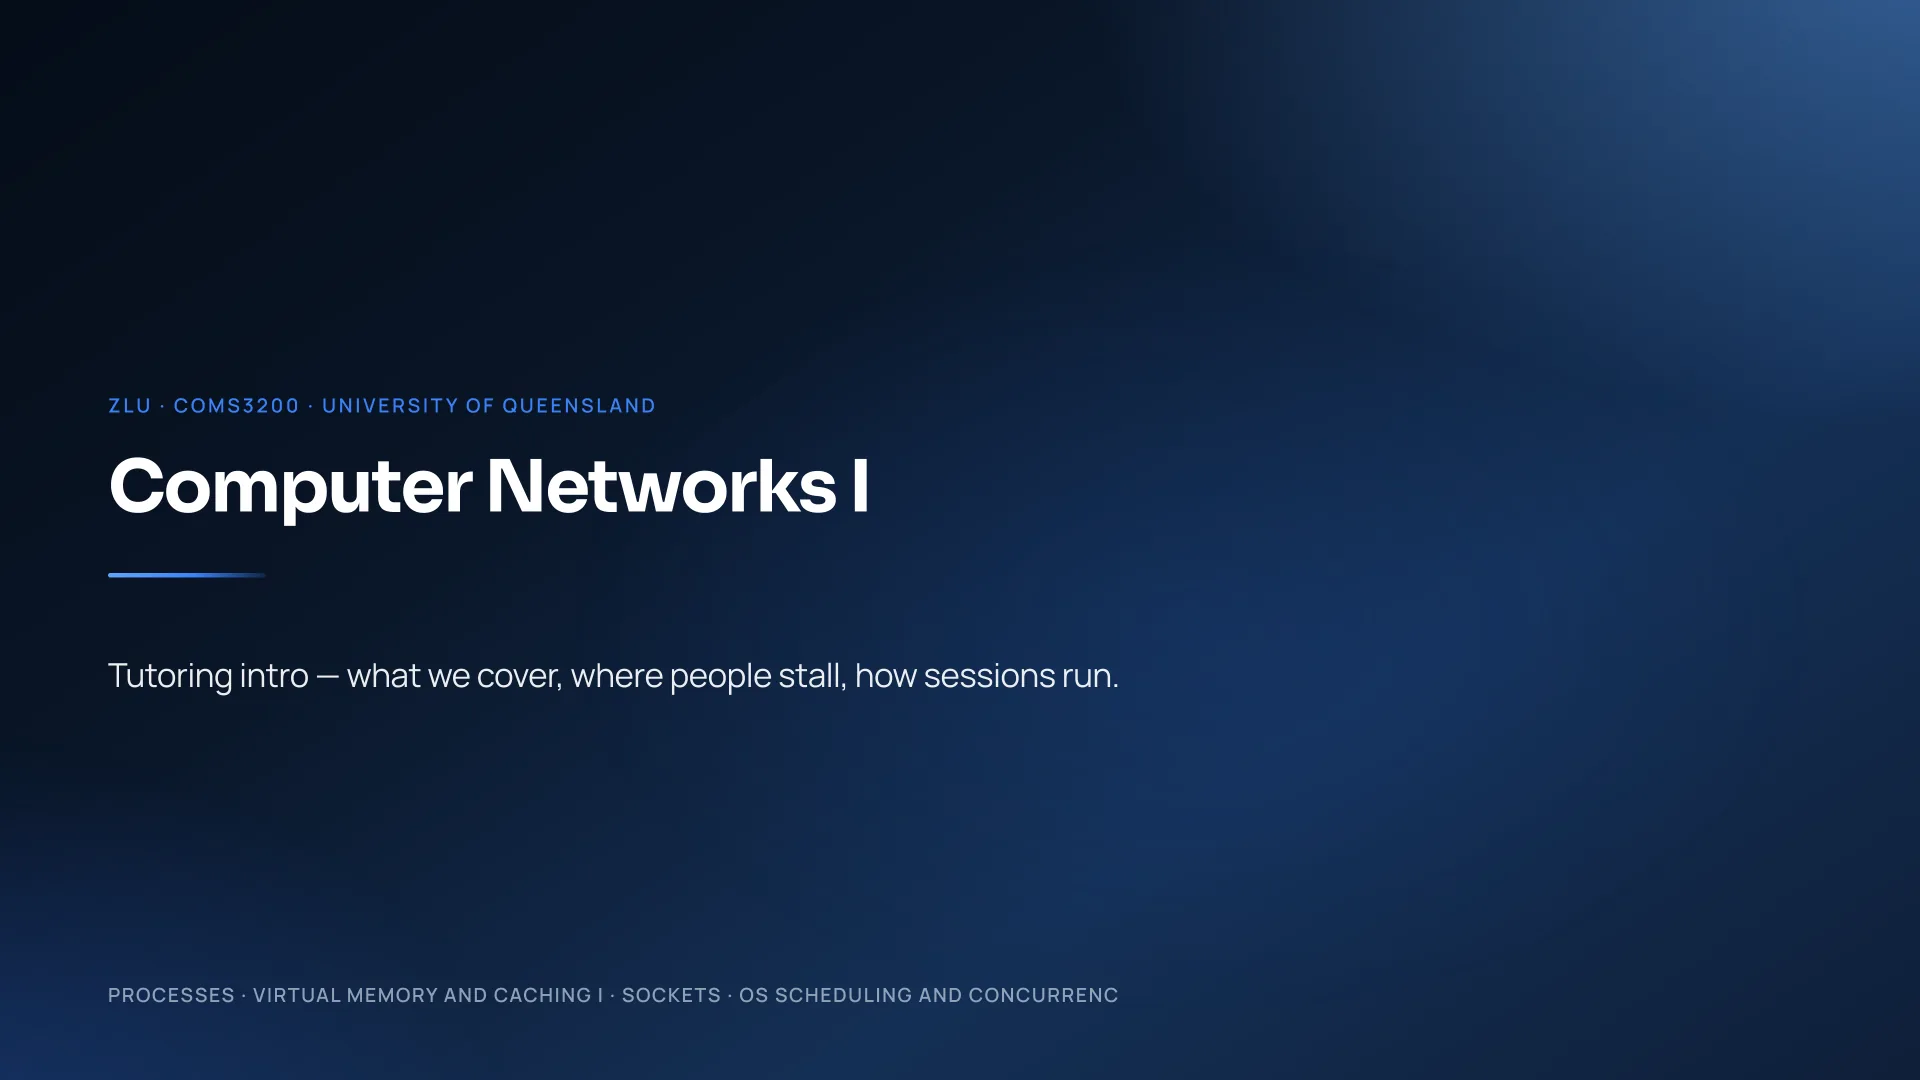 ZLU · COMS3200 · UNIVERSITY OF QUEENSLAND
Computer Networks I
Tutoring intro — what we cover, where people stall, how sessions run.
PROCESSES · VIRTUAL MEMORY AND CACHING I · SOCKETS · OS SCHEDULING AND CONCURRENC